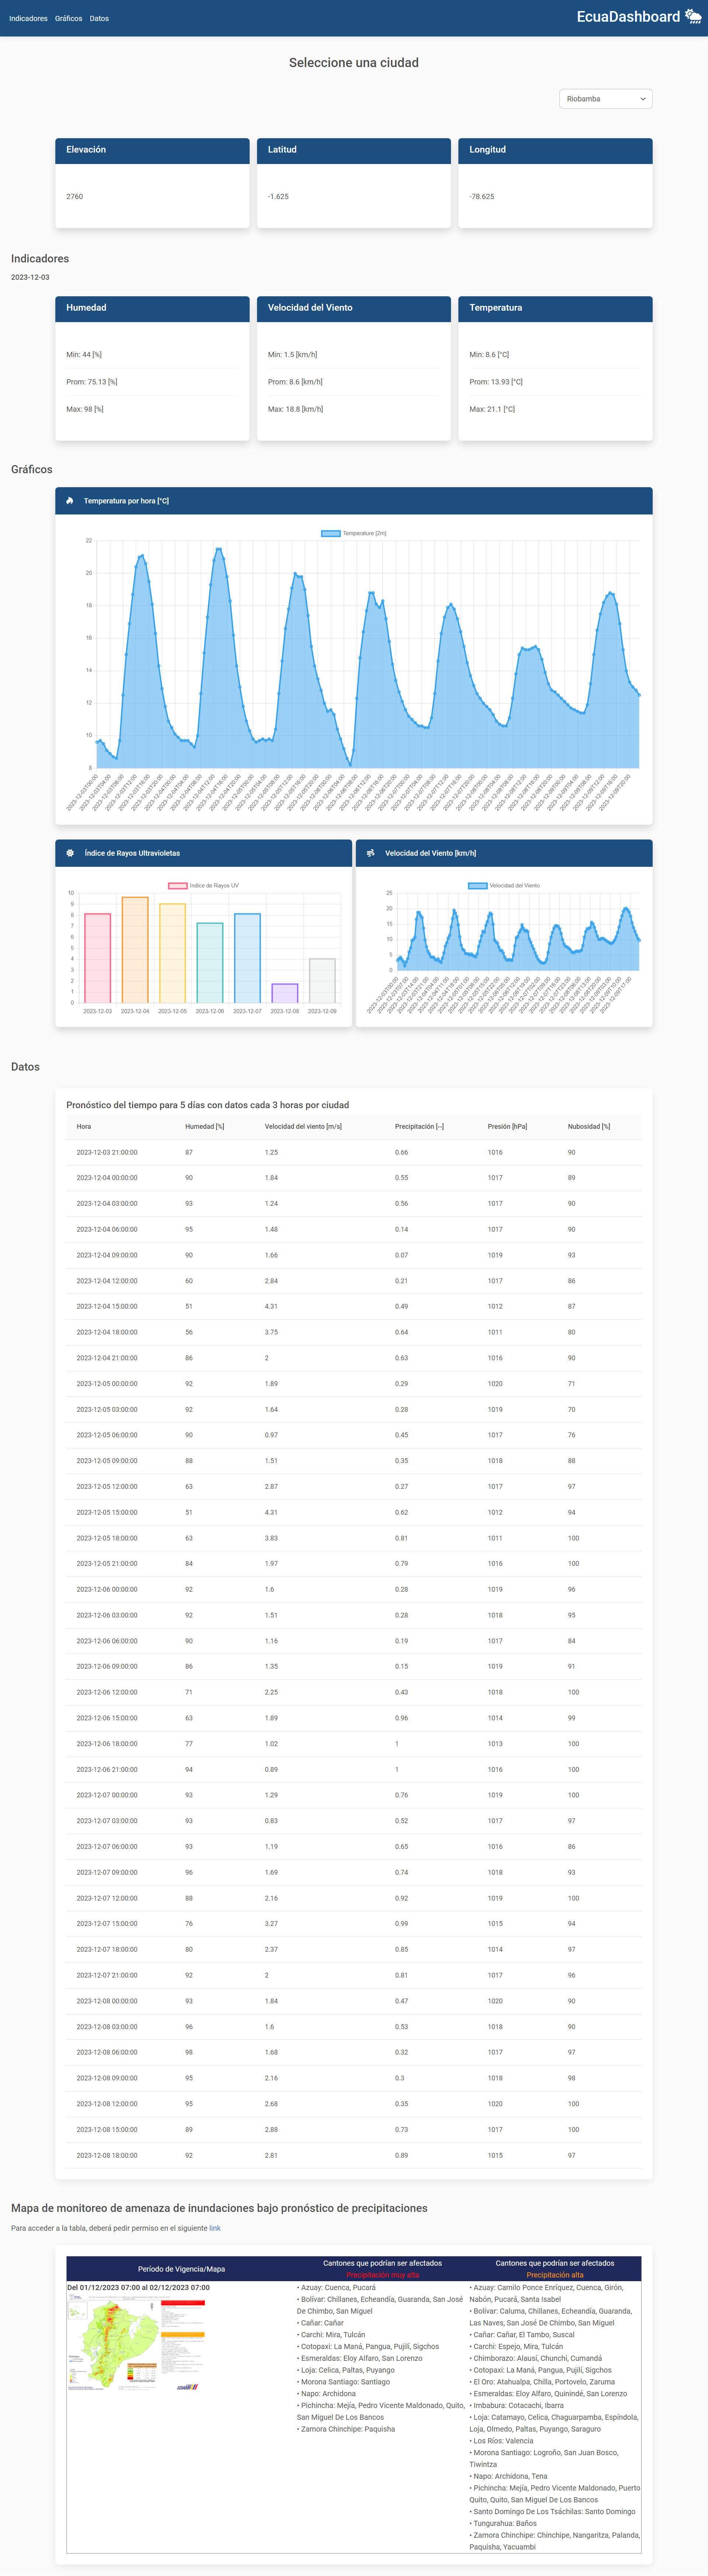 Indicadores Gráficos Datos EcuaDashboard
Seleccione una ciudad
Riobamba
Elevación Latitud Longitud
2760 -1.625 -78.625
Indicadores
2023-12-03
Humedad Velocidad del Viento Temperatura
Min: 44 [%] Min: 1.5 [km/h] Min: 8.6 [°C]
Prom: 75.13 [%] Prom: 8.6 [km/h] Prom: 13.93 [°C]
Max: 98 [%] Max: 18.8 [km/h] Max: 21.1 [°C]
Gráficos
Temperatura por hora [°C]
Temperature [2m]
22
20
18
16
14
12
10
8
Índice de Rayos Ultravioletas
Indice de Rayos UV
10
9
8
7
6
5
4
3
2
1
0
2023-12-03 2023-12-04 2023-12-05 2023-12-06 2023-12-07 2023-12-08 2023-12-09
Velocidad del Viento [km/h]
Velocidad del Viento
25
20
15
10
5
0
Datos
Pronóstico del tiempo para 5 días con datos cada 3 horas por ciudad
Hora Humedad [%] Velocidad del viento [m/s] Precipitación [--] Presión [hPa] Nubosidad [%]
2023-12-03 21:00:00 87 1.25 0.66 1016 90
2023-12-04 00:00:00 90 1.84 0.55 1017 89
2023-12-04 03:00:00 93 1.24 0.56 1017 90
2023-12-04 06:00:00 95 1.48 0.14 1017 90
2023-12-04 09:00:00 90 1.66 0.07 1019 93
2023-12-04 12:00:00 60 2.84 0.21 1017 86
2023-12-04 15:00:00 51 4.31 0.49 1012 87
2023-12-04 18:00:00 56 3.75 0.64 1011 80
2023-12-04 21:00:00 86 2 0.63 1016 90
2023-12-05 00:00:00 92 1.89 0.29 1020 71
2023-12-05 03:00:00 92 1.64 0.28 1019 70
2023-12-05 06:00:00 90 0.97 0.45 1017 76
2023-12-05 09:00:00 88 1.51 0.35 1018 88
2023-12-05 12:00:00 63 2.87 0.27 1017 97
2023-12-05 15:00:00 51 4.31 0.62 1012 94
2023-12-05 18:00:00 63 3.83 0.81 1011 100
2023-12-05 21:00:00 84 1.97 0.79 1016 100
2023-12-06 00:00:00 92 1.6 0.28 1019 96
2023-12-06 03:00:00 92 1.51 0.28 1018 95
2023-12-06 06:00:00 90 1.16 0.19 1017 84
2023-12-06 09:00:00 86 1.35 0.15 1019 91
2023-12-06 12:00:00 71 2.25 0.43 1018 100
2023-12-06 15:00:00 63 1.89 0.96 1014 99
2023-12-06 18:00:00 77 1.02 1 1013 100
2023-12-06 21:00:00 94 0.89 1 1016 100
2023-12-07 00:00:00 93 1.29 0.76 1019 100
2023-12-07 03:00:00 93 0.83 0.52 1017 97
2023-12-07 06:00:00 93 1.19 0.65 1016 86
2023-12-07 09:00:00 96 1.69 0.74 1018 93
2023-12-07 12:00:00 88 2.16 0.92 1019 100
2023-12-07 15:00:00 76 3.27 0.99 1015 94
2023-12-07 18:00:00 80 2.37 0.85 1014 97
2023-12-07 21:00:00 92 2 0.81 1017 96
2023-12-08 00:00:00 93 1.84 0.47 1020 90
2023-12-08 03:00:00 96 1.6 0.53 1018 90
2023-12-08 06:00:00 98 1.68 0.32 1017 97
2023-12-08 09:00:00 95 2.16 0.3 1018 98
2023-12-08 12:00:00 95 2.68 0.35 1020 100
2023-12-08 15:00:00 89 2.88 0.73 1017 100
2023-12-08 18:00:00 92 2.81 0.89 1015 97
Mapa de monitoreo de amenaza de inundaciones bajo pronóstico de precipitaciones
Para acceder a la tabla, deberá pedir permiso en el siguiente link
Período de Vigencia/Mapa
Cantones que podrían ser afectados
Precipitación muy alta
Cantones que podrían ser afectados
Precipitación alta
Del 01/12/2023 07:00 al 02/12/2023 07:00
• Azuay: Cuenca, Pucará
• Bolívar: Chillanes, Echeandía, Guaranda, San José
De Chimbo, San Miguel
• Cañar: Cañar
• Carchi: Mira, Tulcán
• Cotopaxi: La Maná, Pangua, Pujilí, Sigchos
• Esmeraldas: Eloy Alfaro, San Lorenzo
• Loja: Celica, Paltas, Puyango
• Morona Santiago: Santiago
• Napo: Archidona
• Pichincha: Mejía, Pedro Vicente Maldonado, Quito,
San Miguel De Los Bancos
• Zamora Chinchipe: Paquisha
• Azuay: Camilo Ponce Enríquez, Cuenca, Girón,
Nabón, Pucará, Santa Isabel
• Bolívar: Caluma, Chillanes, Echeandía, Guaranda,
Las Naves, San José De Chimbo, San Miguel
• Cañar: Cañar, El Tambo, Suscal
• Carchi: Espejo, Mira, Tulcán
• Chimborazo: Alausí, Chunchi, Cumandá
• Cotopaxi: La Maná, Pangua, Pujilí, Sigchos
• El Oro: Atahualpa, Chilla, Portovelo, Zaruma
• Esmeraldas: Eloy Alfaro, Quinindé, San Lorenzo
• Imbabura: Cotacachi, Ibarra
• Loja: Catamayo, Celica, Chaguarpamba, Espíndola,
Loja, Olmedo, Paltas, Puyango, Saraguro
• Los Ríos: Valencia
• Morona Santiago: Logroño, San Juan Bosco,
Tiwintza
• Napo: Archidona, Tena
• Pichincha: Mejía, Pedro Vicente Maldonado, Puerto
Quito, Quito, San Miguel De Los Bancos
• Santo Domingo De Los Tsáchilas: Santo Domingo
• Tungurahua: Baños
• Zamora Chinchipe: Chinchipe, Nangaritza, Palanda,
Paquisha, Yacuambi